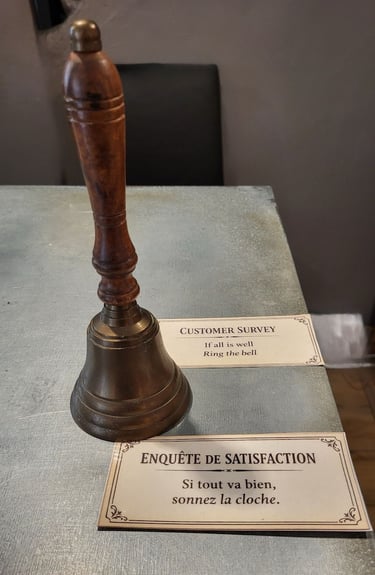 CUSTOMER SURVEY
If all is well
Ring the bell
ENQUÊTE DE SATISFACTION
Si tout va bien,
sonnez la cloche.